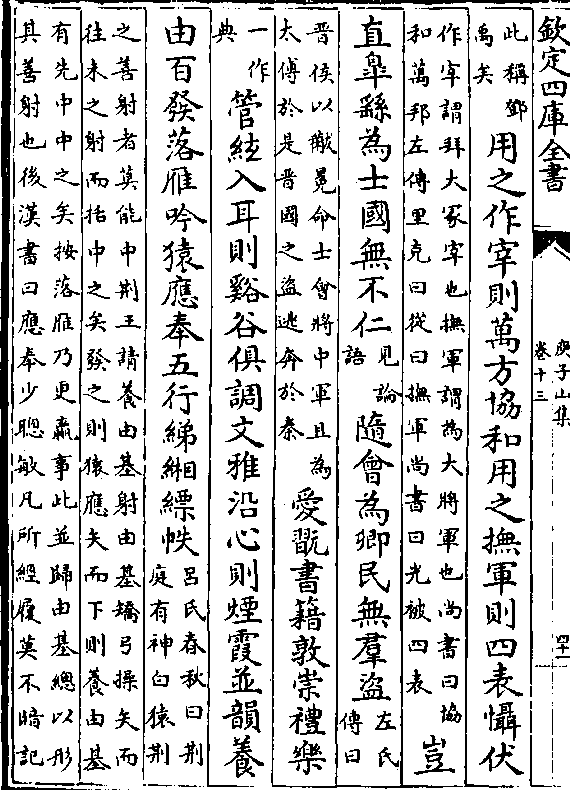 欽定四庫全書
庾子山集
卷十三
四十一
此稱鄧
禹矣
用之作宰則萬方協和用之撫軍則四表懾伏
作宰謂拜大冢宰也撫軍謂為大將軍也尚書曰協
和萬邦左傳里克曰從曰撫軍尚書曰光被四表
豈
直臯繇為士國無不仁
見論
語
隨會為卿民無羣盜
左氏
傳曰
晉侯以黻冕命士會將中軍且為
太傅於是晉國之盜逃奔於秦
愛翫書籍敦崇禮樂
一作
典
管絃入耳則谿谷俱調文雅沿心則煙霞並韻養
由百發落雁吟猿應奉五行綈緗縹帙
呂氏春秋曰荆
庭有神白猿荆
之善射者莫能中荆王請養由基射由基矯弓操矢而
往未之射而括中之矣發之則猿應矢而下則養由基
有先中中之矣按落雁乃更羸事此並歸由基總以形
其善射也後漢書曰應奉少聰敏凡所經履莫不暗記